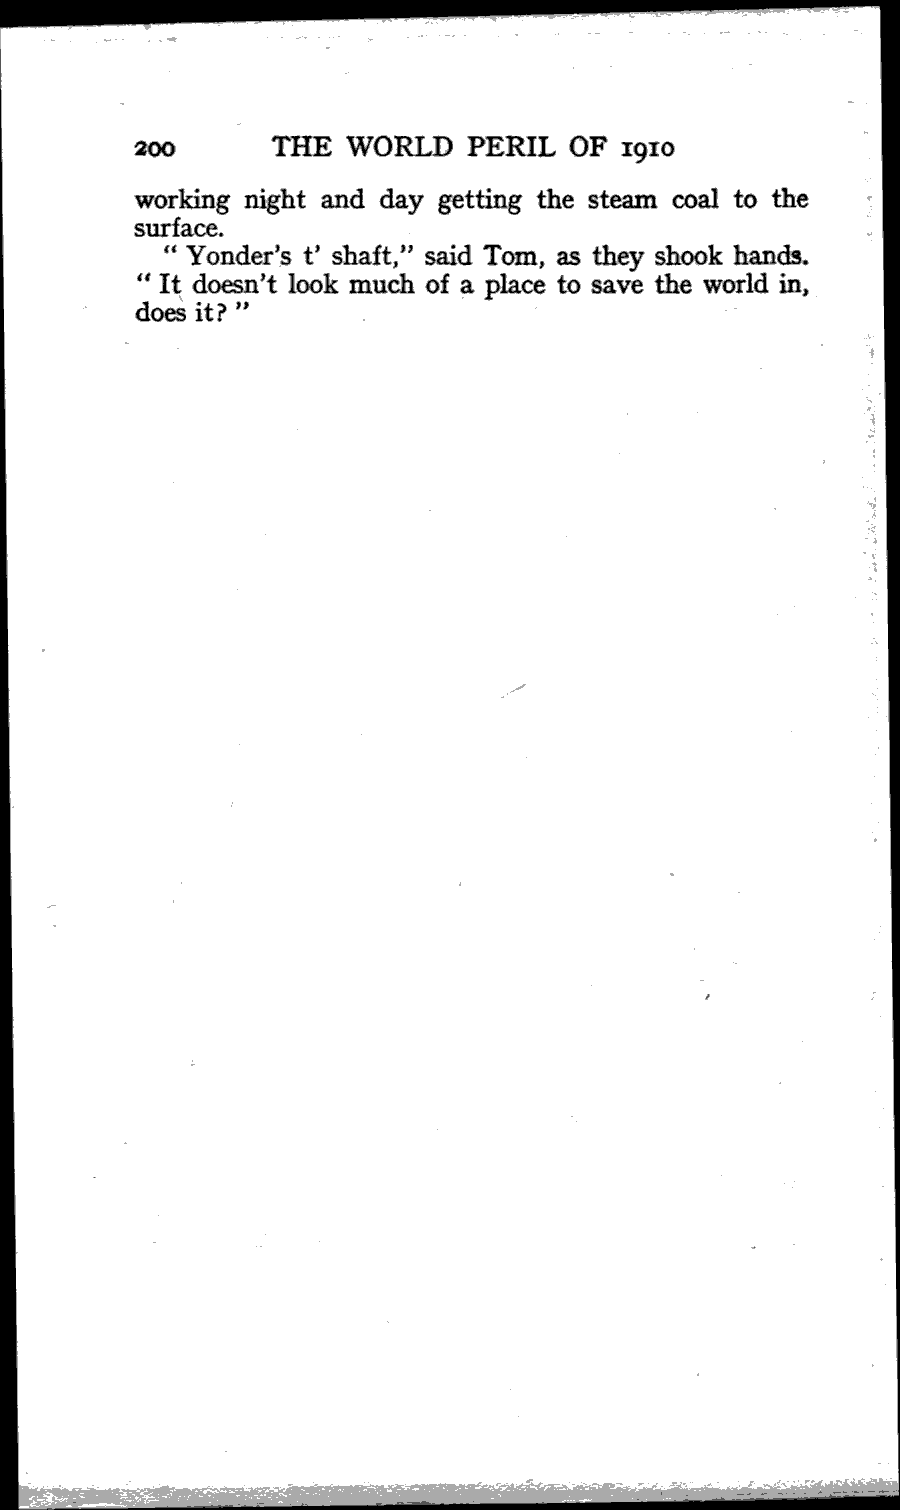 200 THE WORLD PERIL OF 1910
working night and day getting the steam coal to the
surface.
“ Yonder’s t’ shaft,” said Tom, as they shook hands.
“ It doesn’t look much of a place to save the world in,
does it? ”